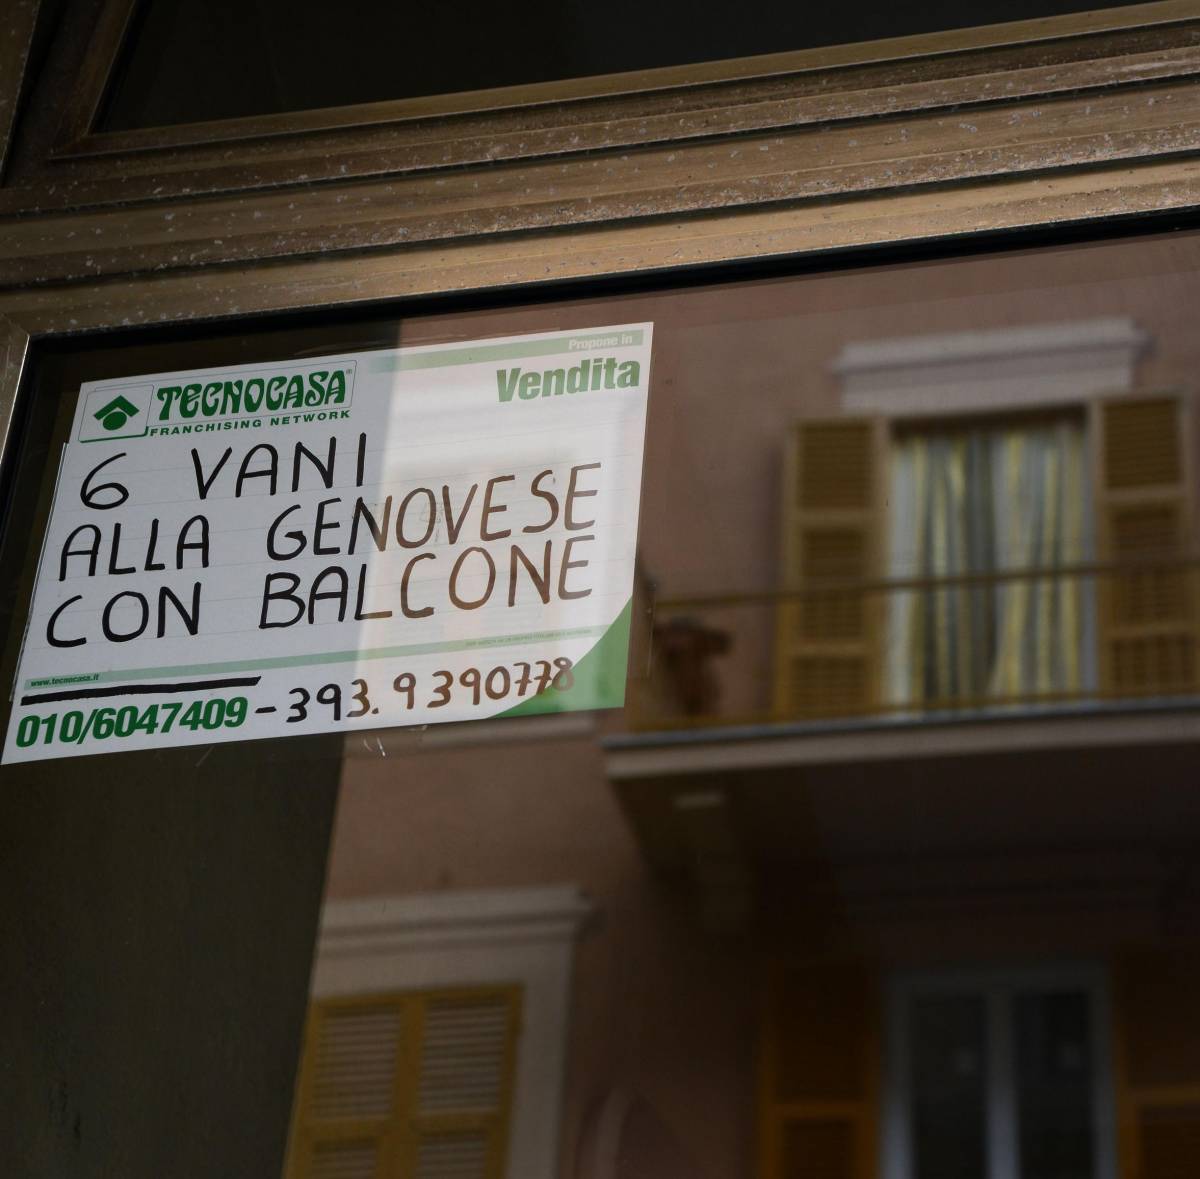 Propone in
Vendita
TECNOCASA®
FRANCHISING NETWORK
6 VANI
ALLA GENOVESE
CON BALCONE
www.tecnocasa.it
010/6047409 - 393.9390778